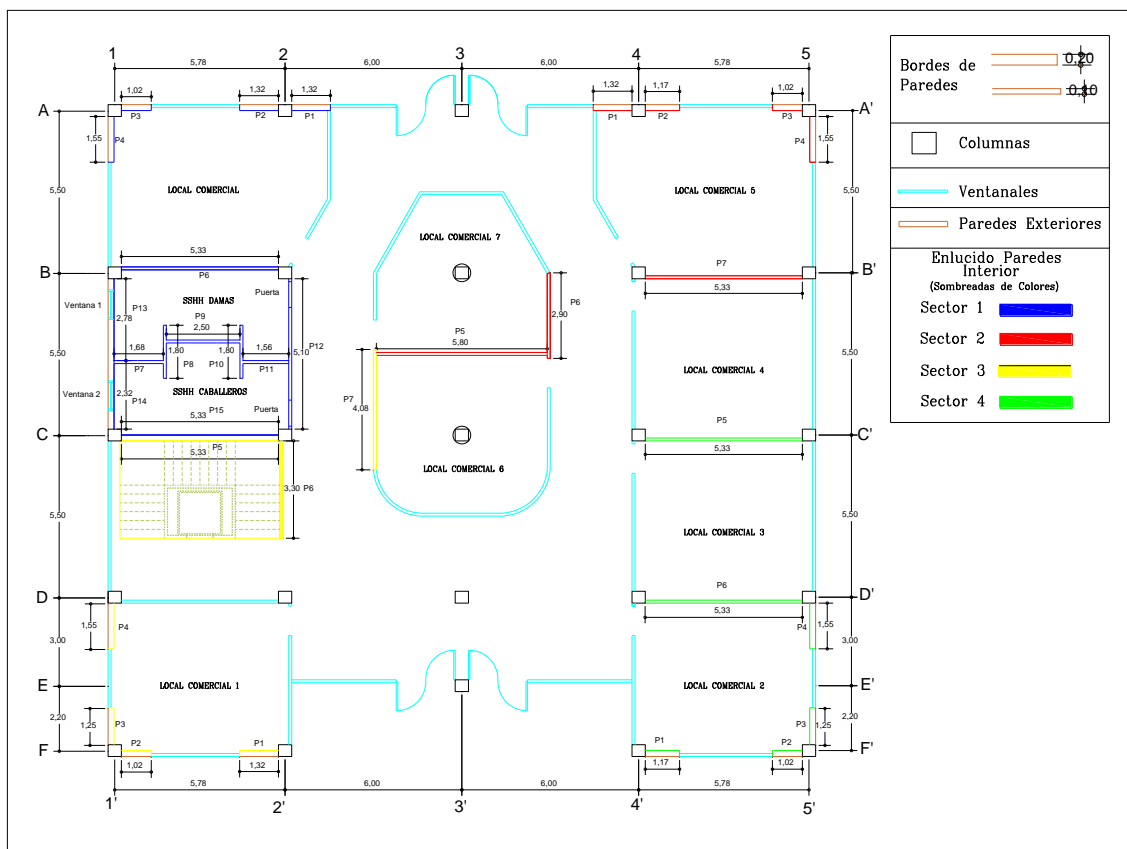 1
2
3
4
5
5,78
6,00
6,00
5,78
1,02
1,32
1,32
1,32
1,17
1,02
A
A'
P3
P2
P1
P1
P2
P3
1,55
P4
P4
1,55
5,50
5,50
LOCAL COMERCIAL
LOCAL COMERCIAL 5
LOCAL COMERCIAL 7
5,33
P7
B
B'
P6
5,33
SSHH DAMAS
Puerta
Ventana 1
P13
2,78
P9
2,50
P12
5,10
P6
2,90
5,50
5,50
P5
5,80
1,68
1,80
1,80
1,56
P7
P8
P10
P11
LOCAL COMERCIAL 4
Ventana 2
2,32
P14
SSHH CABALLEROS
P15
Puerta
5,33
P7
4,08
C
C'
P5
P5
5,33
5,33
LOCAL COMERCIAL 6
3,30
P6
5,50
5,50
LOCAL COMERCIAL 3
P6
D
D'
5,33
1,55
P4
P4
1,55
3,00
3,00
LOCAL COMERCIAL 1
LOCAL COMERCIAL 2
E
E'
2,20
2,20
1,25
P3
P3
1,25
F
F'
P2
P1
P1
P2
1,02
1,32
1,17
1,02
5,78
6,00
6,00
5,78
1'
2'
3'
4'
5'
Bordes de
Paredes
0,20
Columnas
Ventanales
Paredes Exteriores
Enlucido Paredes
Interior
(Sombreadas de Colores)
Sector 1
Sector 2
Sector 3
Sector 4